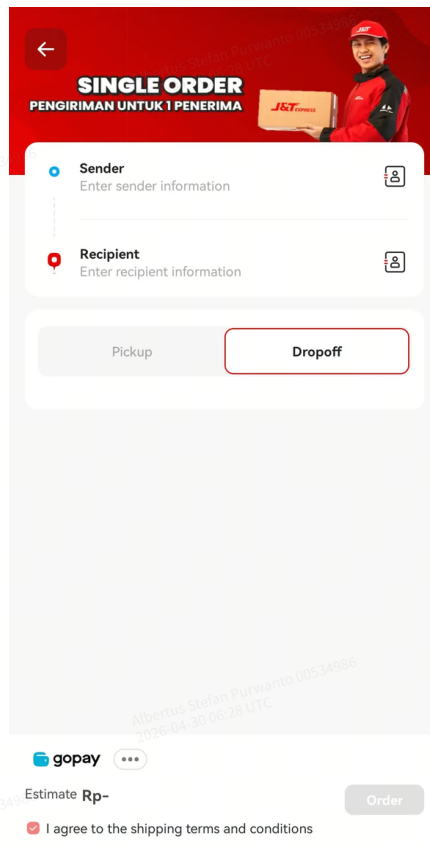 J&T
SINGLE ORDER
PENGIRIMAN UNTUK 1 PENERIMA
J&T EXPRESS
Sender
Enter sender information
Recipient
Enter recipient information
Pickup
Dropoff
Albertus Stefan Purwanto 00534986
2026-04-30 06:28 UTC
gopay
Estimate Rp-
Order
I agree to the shipping terms and conditions